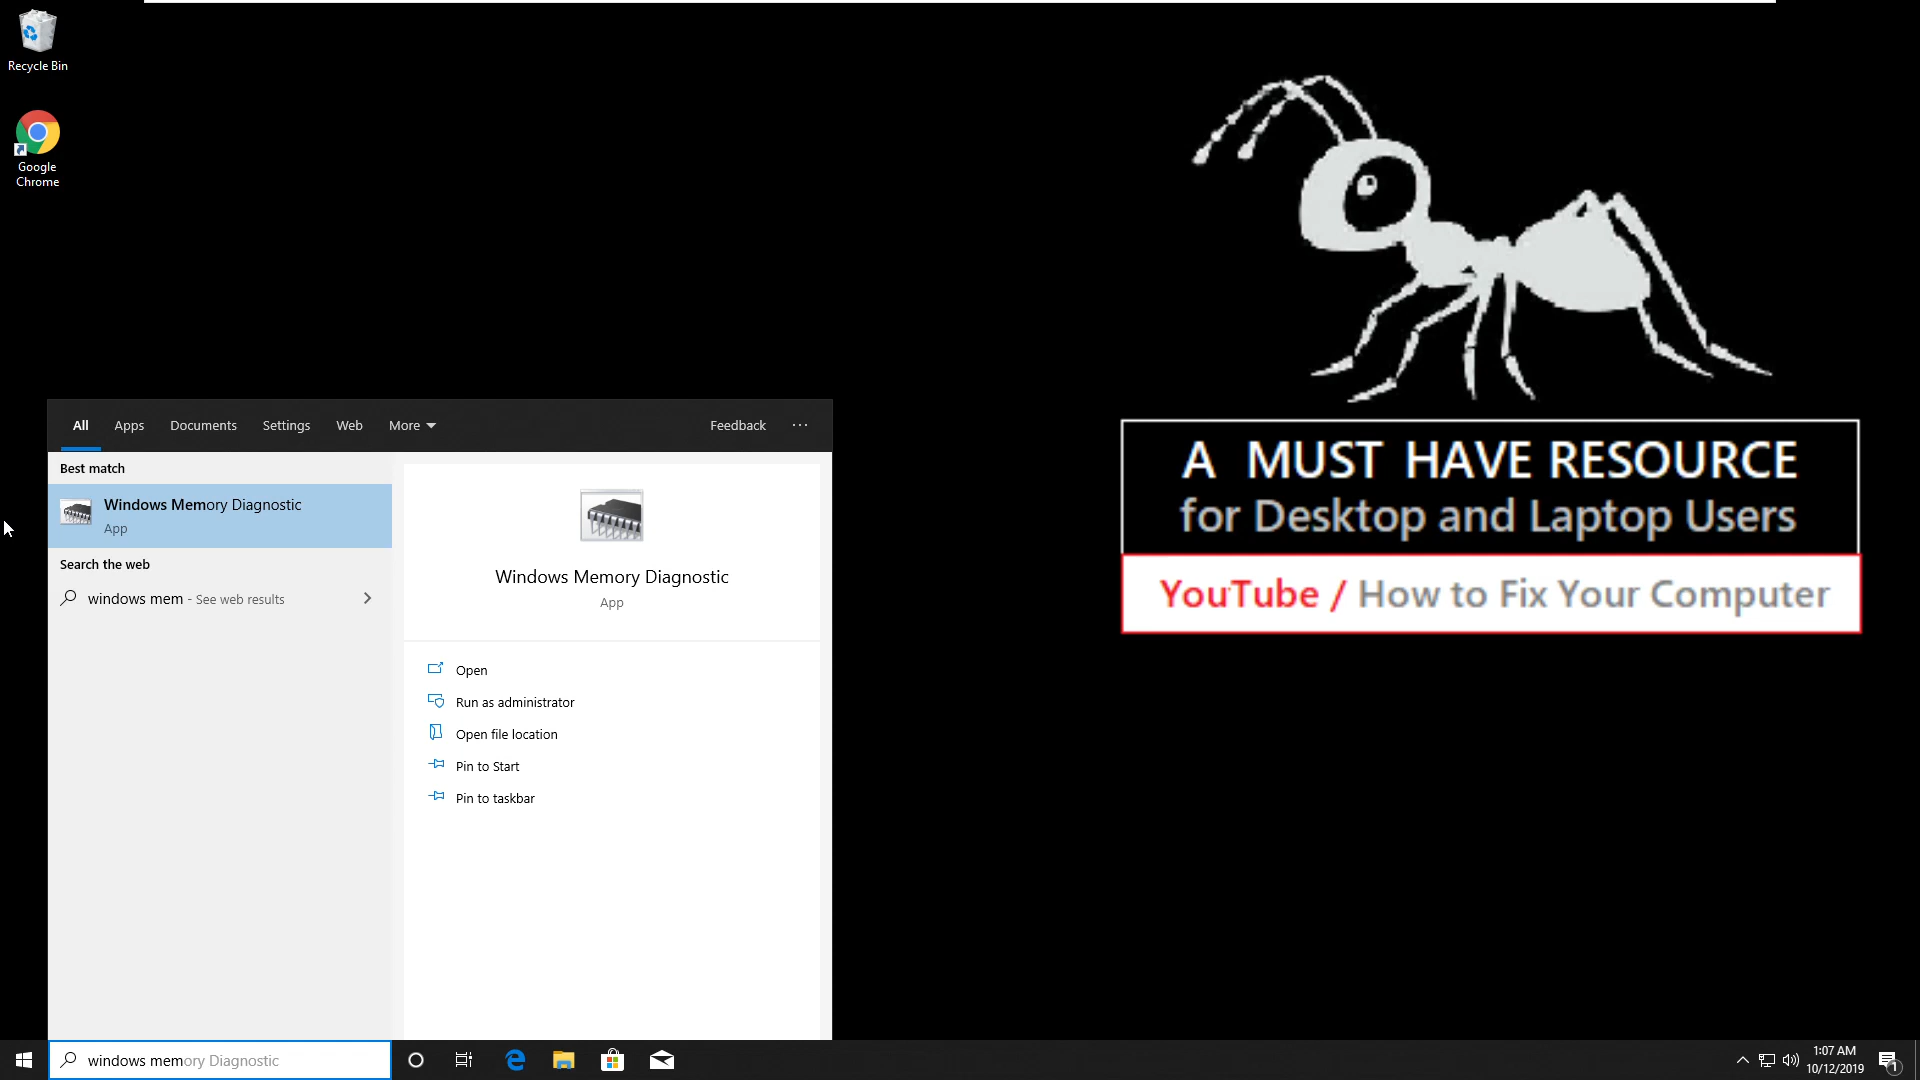 Recycle Bin
Google
Chrome
A MUST HAVE RESOURCE
for Desktop and Laptop Users
YouTube / How to Fix Your Computer
All Apps Documents Settings Web More Feedback ...
Best match
Windows Memory Diagnostic
App
Search the web
windows mem - See web results
Windows Memory Diagnostic
App
Open
Run as administrator
Open file location
Pin to Start
Pin to taskbar
windows memory Diagnostic
1:07 AM
10/12/2019
1